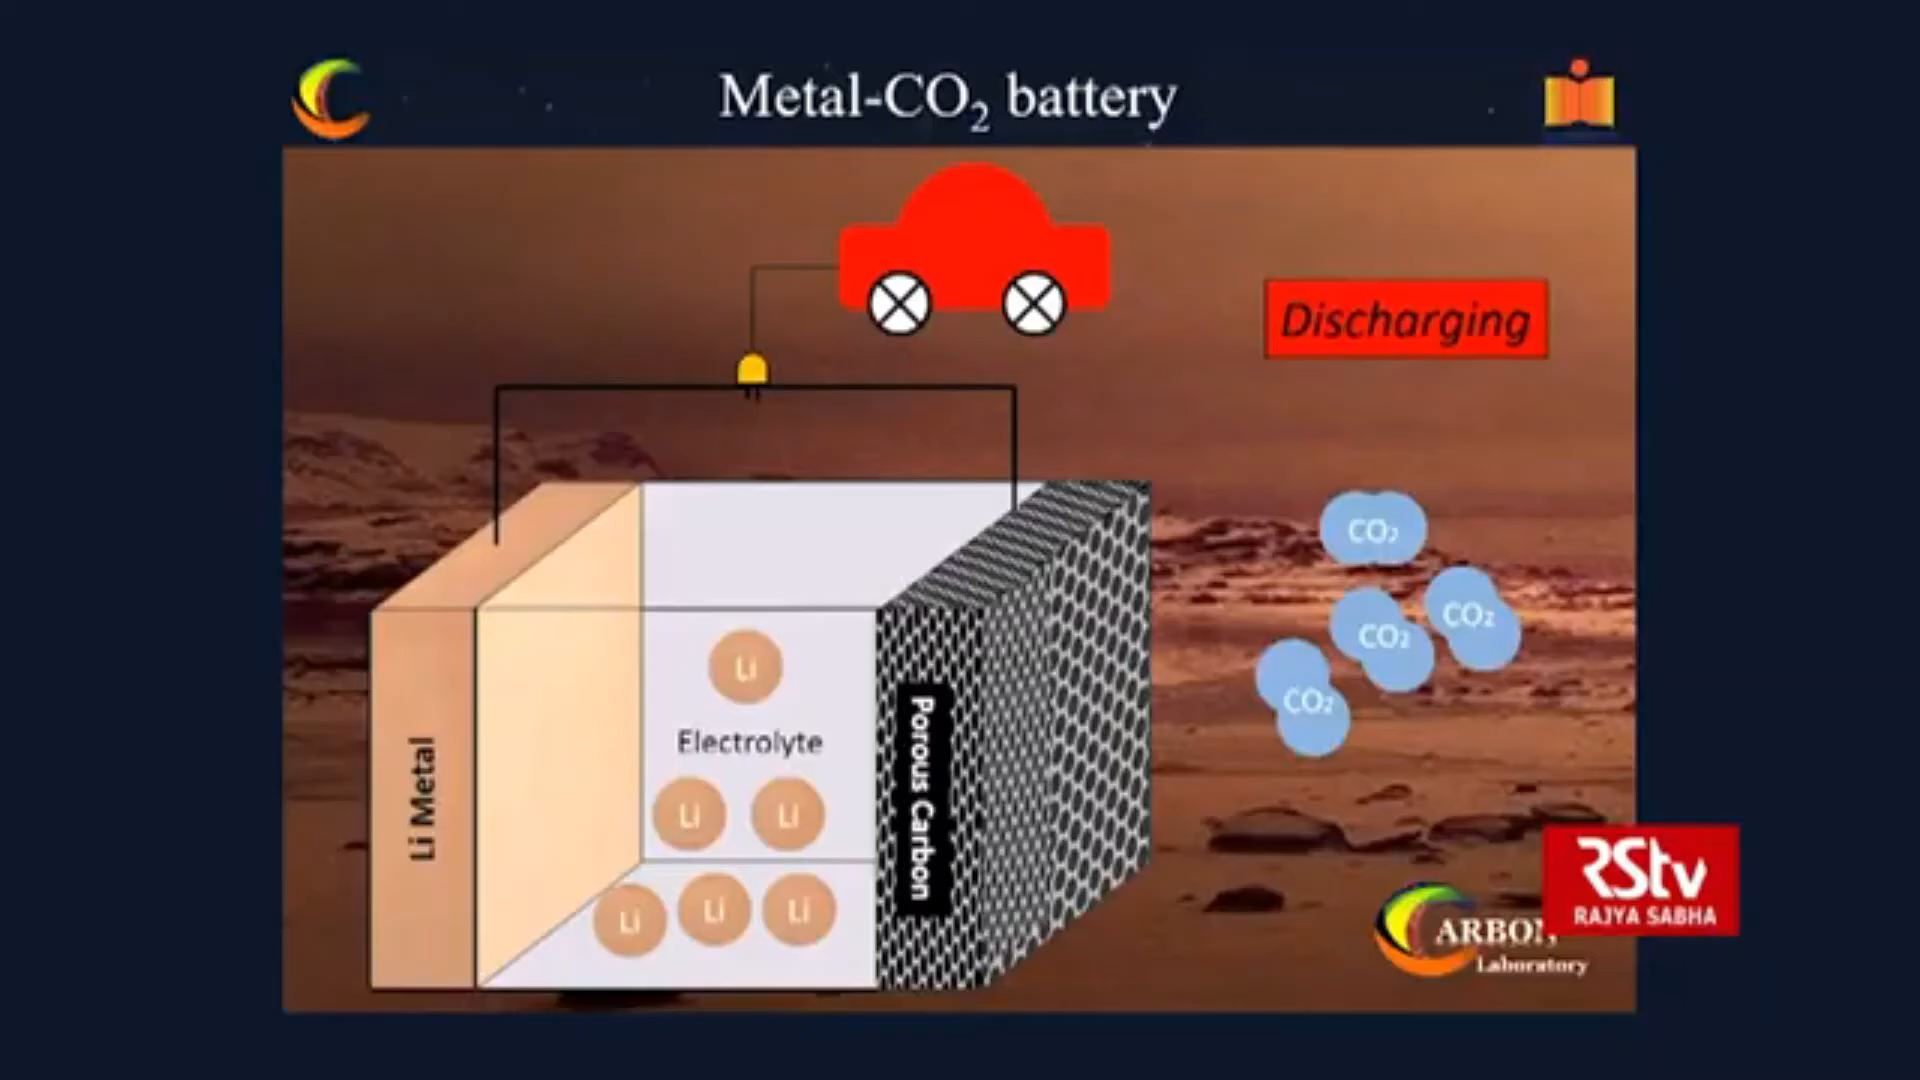 Metal-CO₂ battery
Discharging
CO₂
CO₂
CO₂
CO₂
Li
Electrolyte
Li Li
Li Li Li
Li Metal
Porous Carbon
RStv
RAJYA SABHA
CARBON
Laboratory